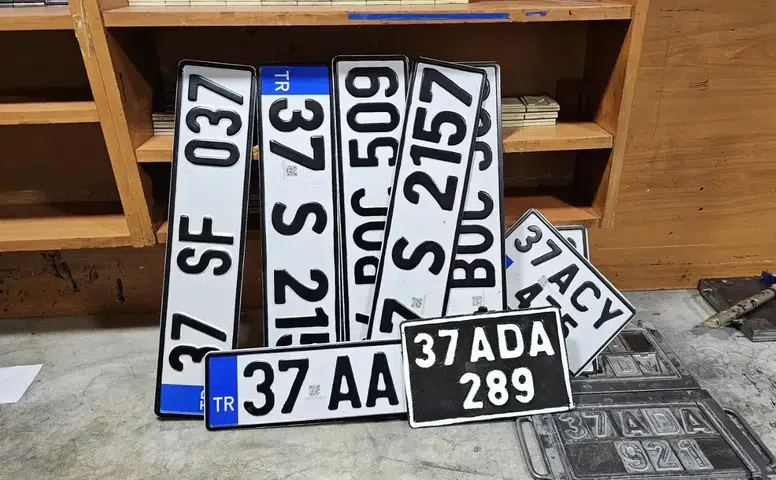 37 SF 037
TR 37 S 215
BOC 509
7 S 2157
BOC
37 ACY
TR 37 AA
37 ADA
289
37 ADA
921